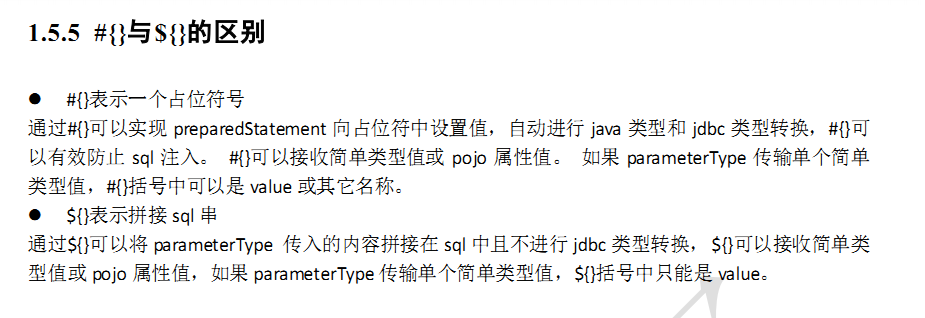 1.5.5 #{}与${}的区别
● #{}表示一个占位符号
通过#{}可以实现 preparedStatement 向占位符中设置值，自动进行 java 类型和 jdbc 类型转换，#{}可
以有效防止 sql 注入。 #{}可以接收简单类型值或 pojo 属性值。 如果 parameterType 传输单个简单
类型值，#{}括号中可以是 value 或其它名称。
● ${}表示拼接 sql 串
通过${}可以将 parameterType 传入的内容拼接在 sql 中且不进行 jdbc 类型转换， ${}可以接收简单类
型值或 pojo 属性值，如果 parameterType 传输单个简单类型值，${}括号中只能是 value。